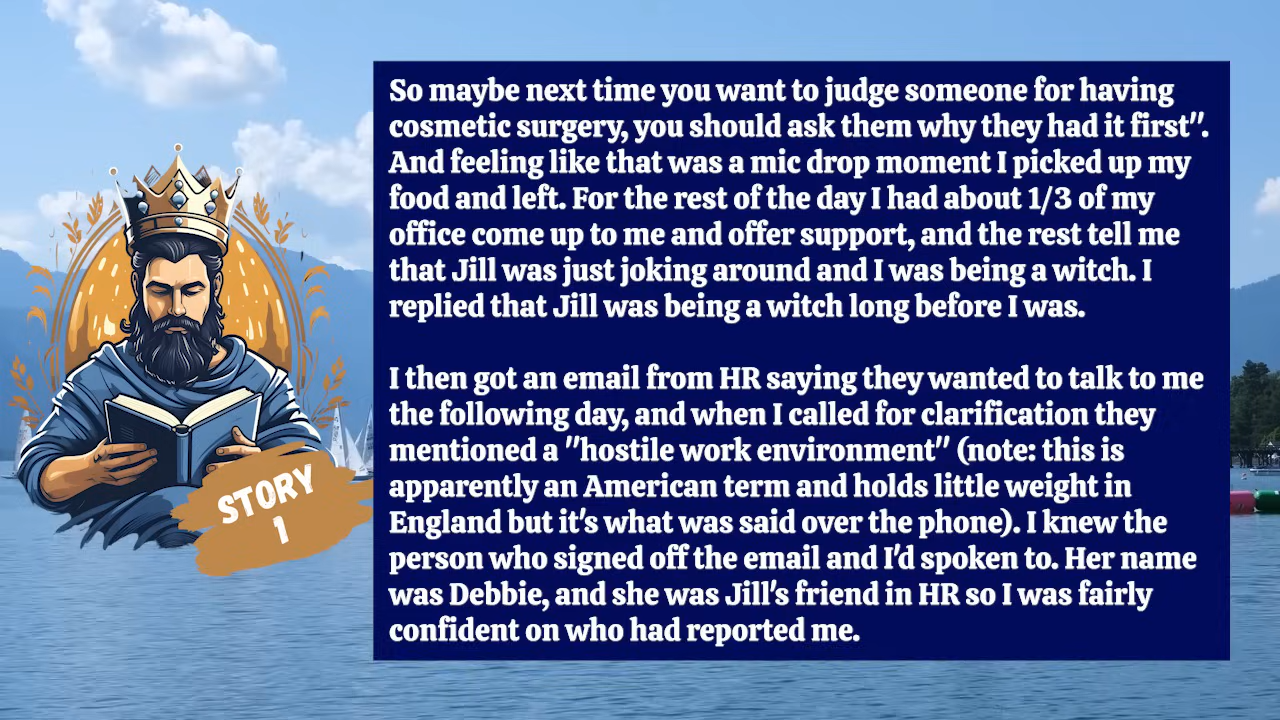 So maybe next time you want to judge someone for having
cosmetic surgery, you should ask them why they had it first".
And feeling like that was a mic drop moment I picked up my
food and left. For the rest of the day I had about 1/3 of my
office come up to me and offer support, and the rest tell me
that Jill was just joking around and I was being a witch. I
replied that Jill was being a witch long before I was.
I then got an email from HR saying they wanted to talk to me
the following day, and when I called for clarification they
mentioned a "hostile work environment" (note: this is
apparently an American term and holds little weight in
England but it's what was said over the phone). I knew the
person who signed off the email and I'd spoken to. Her name
was Debbie, and she was Jill's friend in HR so I was fairly
confident on who had reported me.
STORY
1